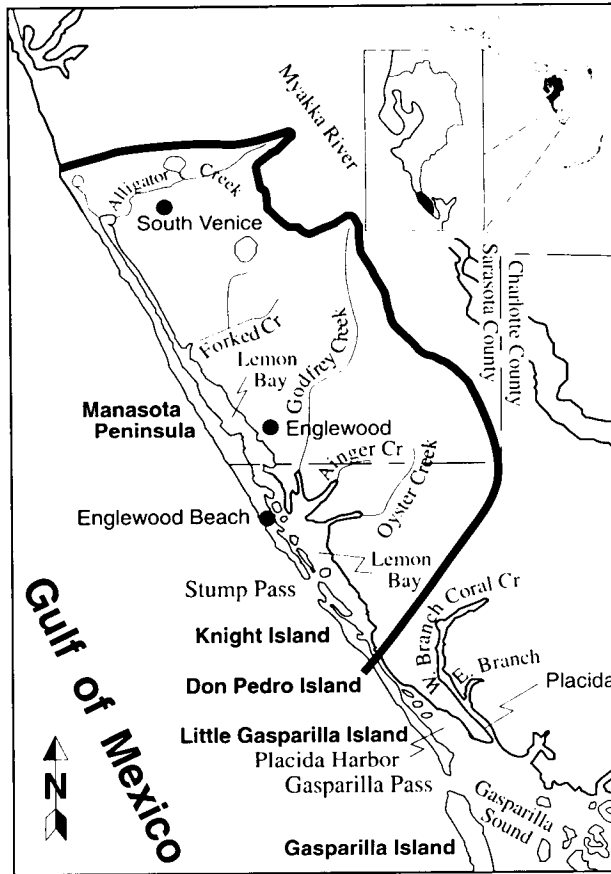 Myakka River
Alligator
Creek
South Venice
Sarasota County
Charlotte County
Forked Cr
Lemon
Bay
Godfrey Creek
Manasota
Peninsula
Englewood
Ainger Cr
Oyster Creek
Englewood Beach
Lemon
Bay
Stump Pass
W. Branch Coral Cr
Knight Island
E. Branch
Don Pedro Island
Placida
Gulf of Mexico
Little Gasparilla Island
Placida Harbor
Gasparilla Pass
N
Gasparilla
Sound
Gasparilla Island